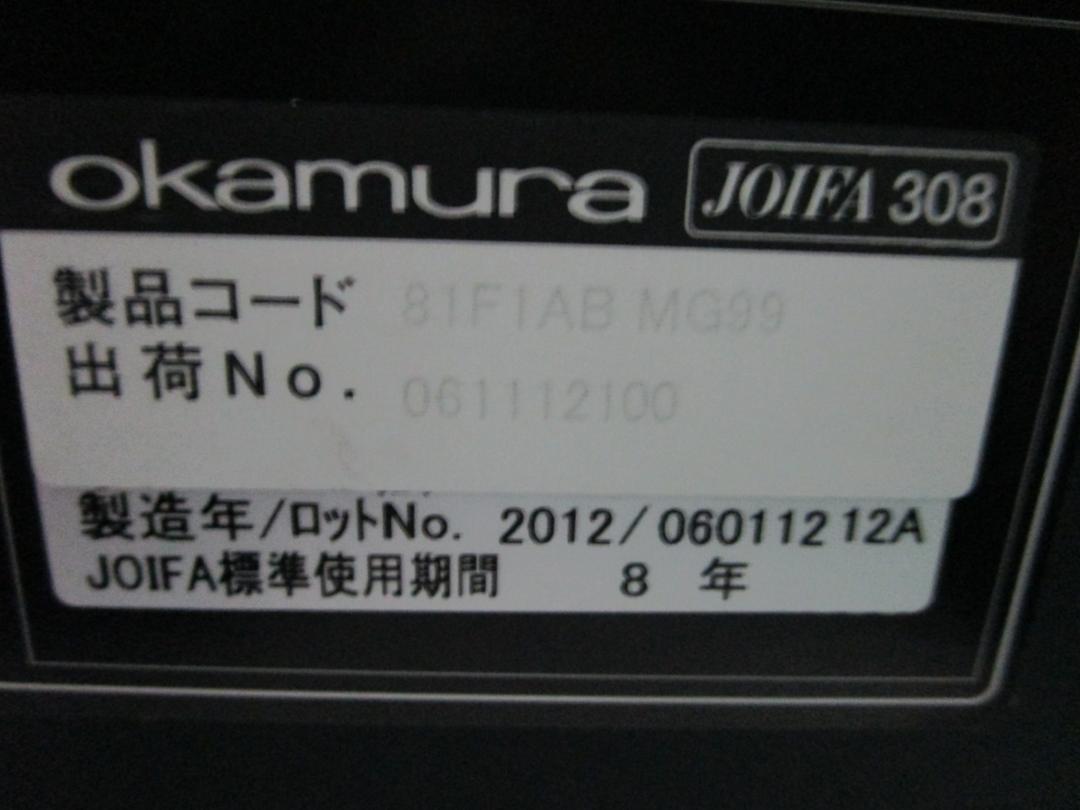 okamura JOIFA 308
製品コード 81F1AB MG99
出荷No. 061112100
製造年/ロットNo. 2012/06011212A
JOIFA標準使用期間 8 年